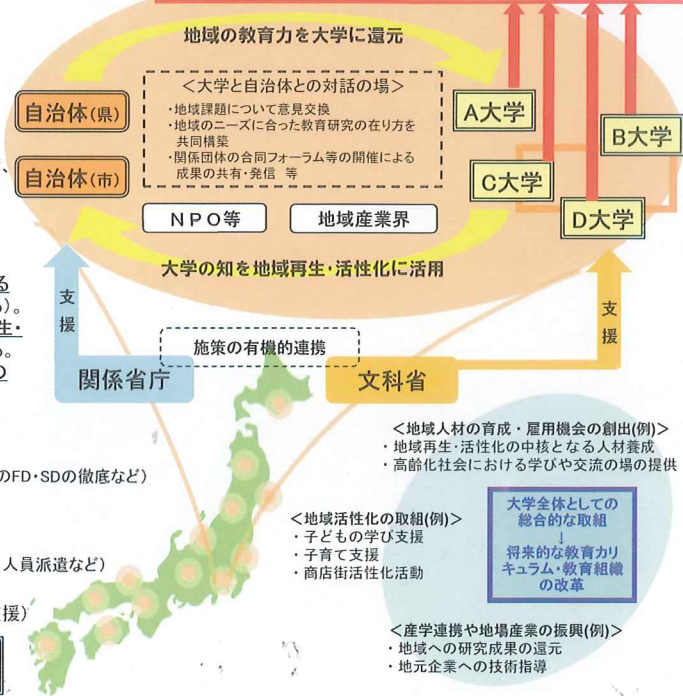 地域の教育力を大学に還元
自治体(県)
自治体(市)
＜大学と自治体との対話の場＞
・地域課題について意見交換
・地域のニーズに合った教育研究の在り方を
共同構築
・関係団体の合同フォーラム等の開催による
成果の共有・発信 等
A大学
B大学
C大学
D大学
NPO等
地域産業界
大学の知を地域再生・活性化に活用
、
る
)。
生・
。
の
支援
支援
施策の有機的連携
関係省庁
文科省
のFD・SDの徹底など）
人員派遣など）
援）
＜地域人材の育成・雇用機会の創出(例)＞
・地域再生・活性化の中核となる人材養成
・高齢化社会における学びや交流の場の提供
＜地域活性化の取組(例)＞
・子どもの学び支援
・子育て支援
・商店街活性化活動
大学全体としての
総合的な取組
↓
将来的な教育カリ
キュラム・教育組織
の改革
＜産学連携や地場産業の振興(例)＞
・地域への研究成果の還元
・地元企業への技術指導